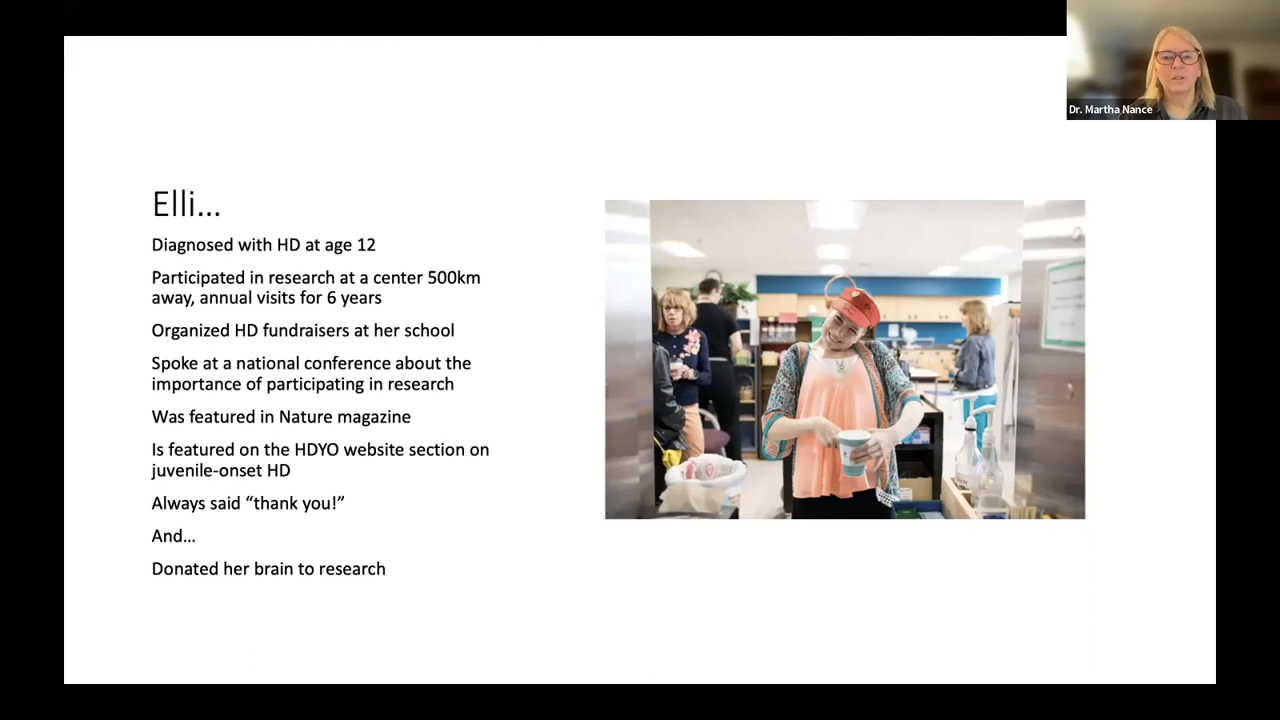 Dr. Martha Nance
Elli...
Diagnosed with HD at age 12
Participated in research at a center 500km
away, annual visits for 6 years
Organized HD fundraisers at her school
Spoke at a national conference about the
importance of participating in research
Was featured in Nature magazine
Is featured on the HDYO website section on
juvenile-onset HD
Always said “thank you!”
And...
Donated her brain to research